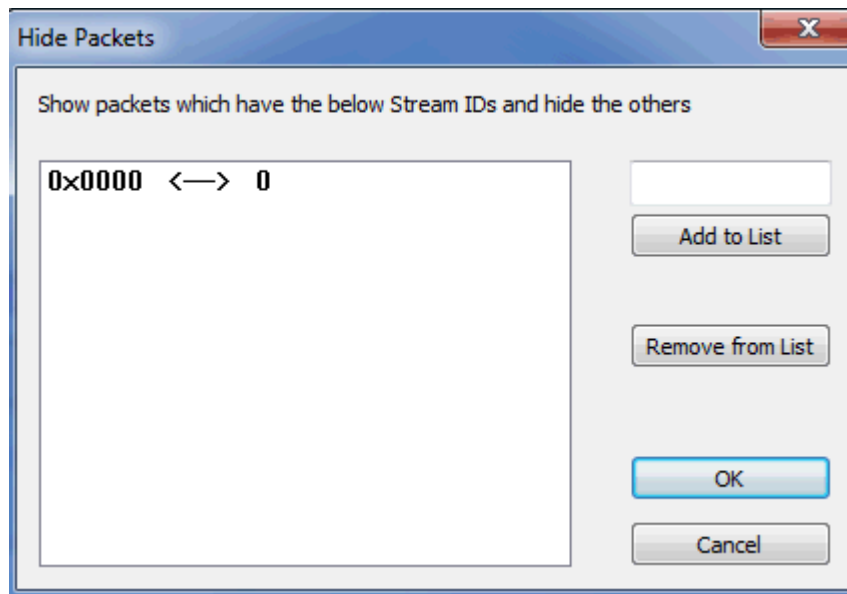 Hide Packets
Show packets which have the below Stream IDs and hide the others
0x0000 <—> 0
Add to List
Remove from List
OK
Cancel